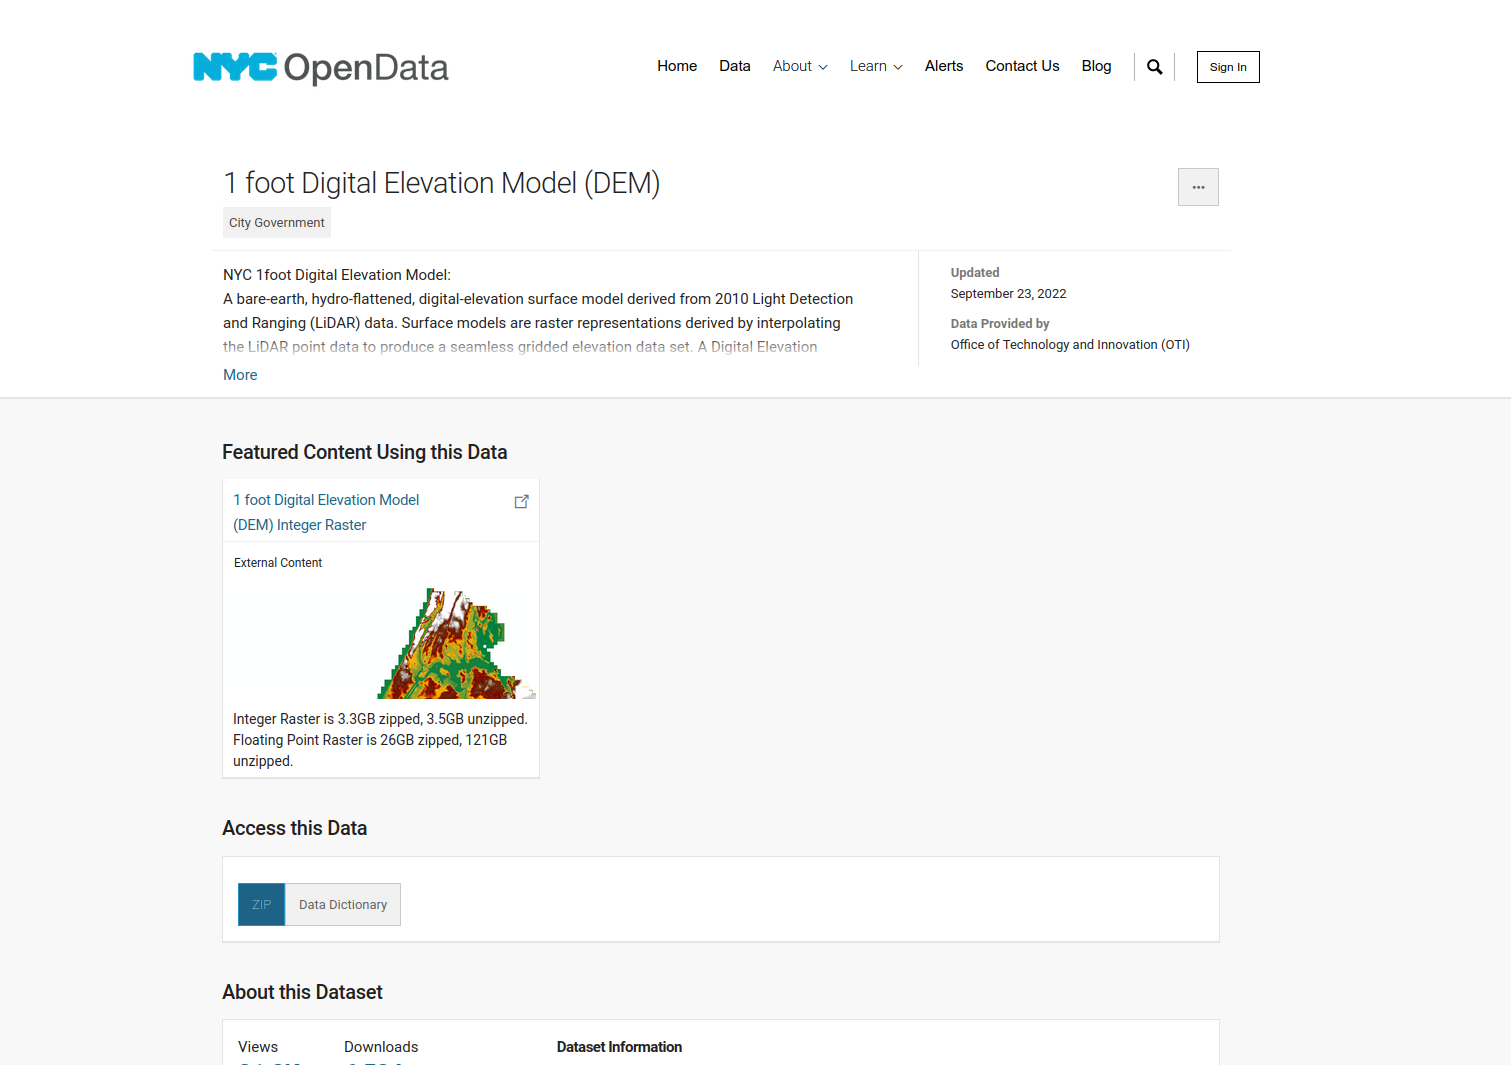 NYC OpenData
Home Data About Learn Alerts Contact Us Blog Sign In
1 foot Digital Elevation Model (DEM)
City Government
NYC 1foot Digital Elevation Model:
A bare-earth, hydro-flattened, digital-elevation surface model derived from 2010 Light Detection
and Ranging (LiDAR) data. Surface models are raster representations derived by interpolating
the LiDAR point data to produce a seamless gridded elevation data set. A Digital Elevation
More
Updated
September 23, 2022
Data Provided by
Office of Technology and Innovation (OTI)
Featured Content Using this Data
1 foot Digital Elevation Model
(DEM) Integer Raster
External Content
Integer Raster is 3.3GB zipped, 3.5GB unzipped.
Floating Point Raster is 26GB zipped, 121GB
unzipped.
Access this Data
ZIP Data Dictionary
About this Dataset
Views Downloads Dataset Information